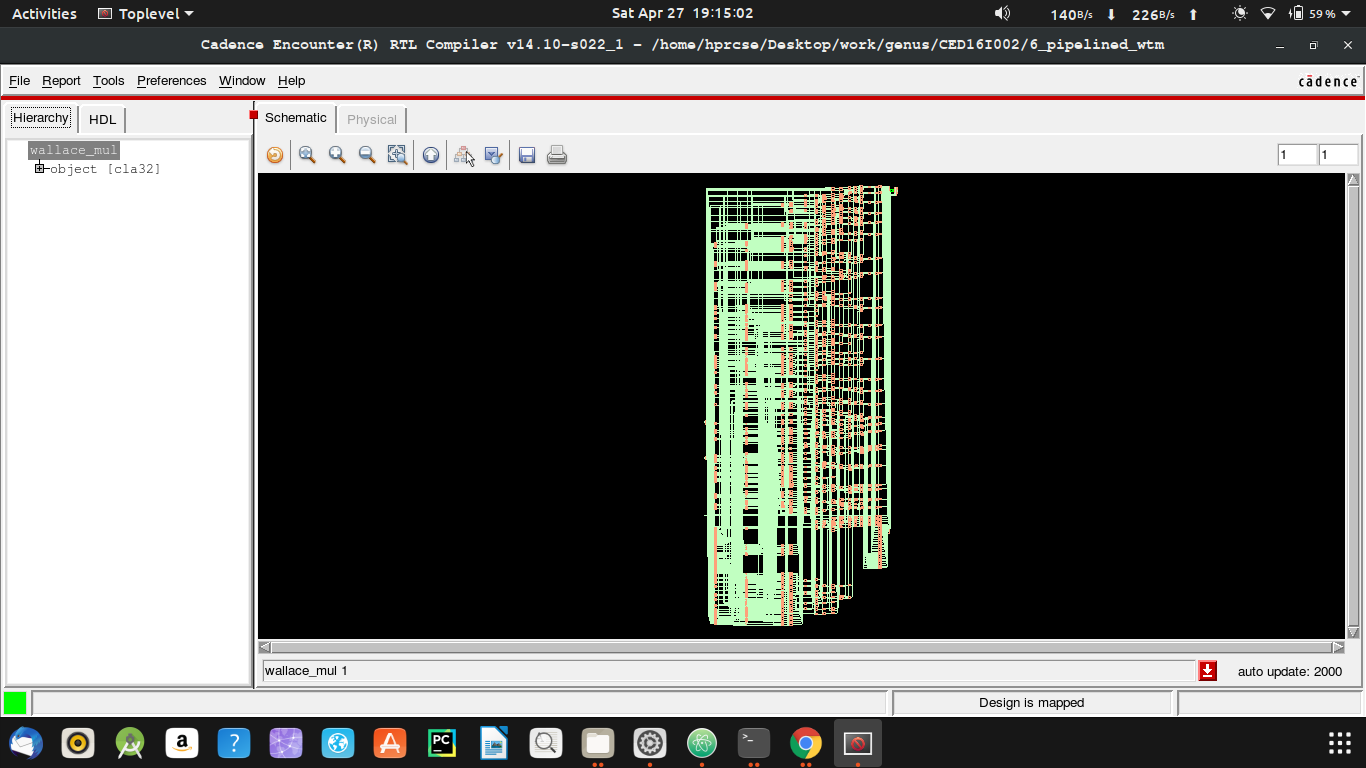 Activities Toplevel Sat Apr 27 19:15:02 140B/s 226B/s 59 %
Cadence Encounter(R) RTL Compiler v14.10-s022_1 - /home/hprcse/Desktop/work/genus/CED16I002/6_pipelined_wtm
File Report Tools Preferences Window Help cādence
Hierarchy HDL Schematic Physical
1 1
wallace_mul
object [cla32]
wallace_mul 1 auto update: 2000
Design is mapped
a ? A PC >_